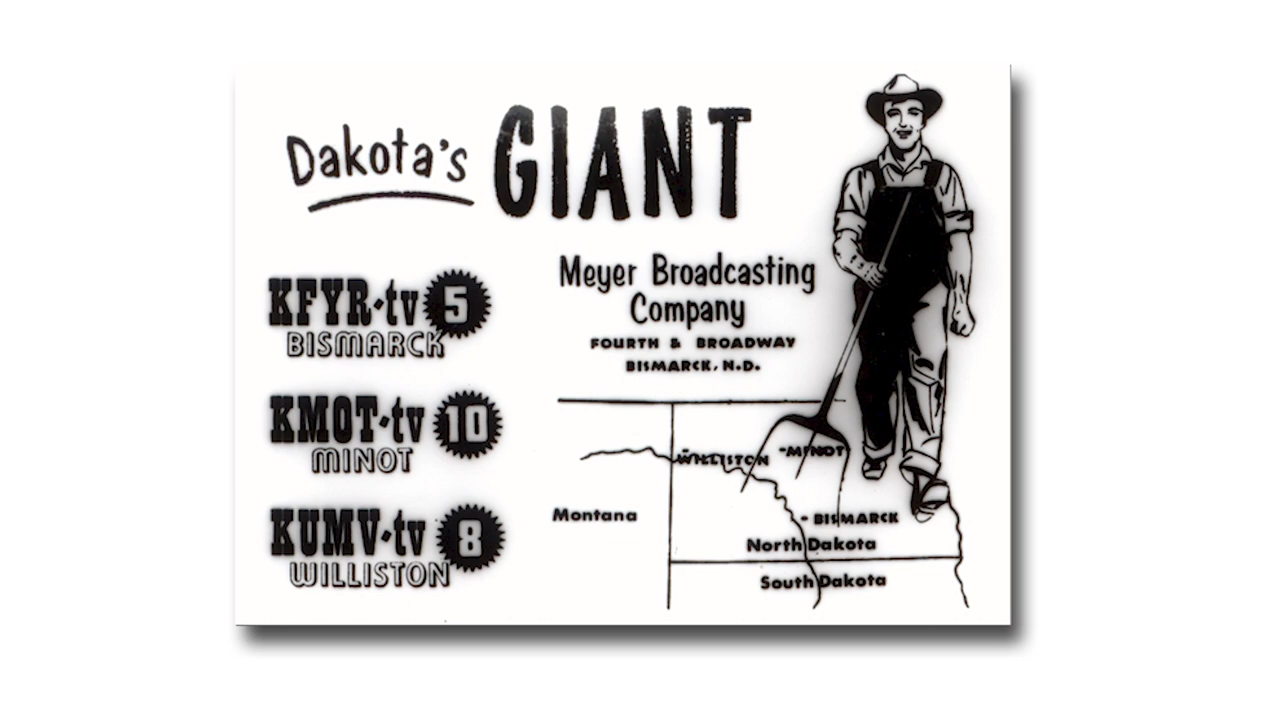 Dakota's GIANT
KFYR-tv 5
BISMARCK
KMOT-tv 10
MINOT
KUMV-tv 8
WILLISTON
Meyer Broadcasting
Company
FOURTH & BROADWAY
BISMARCK, N.D.
WILLISTON
MINOT
BISMARCK
Montana
North Dakota
South Dakota